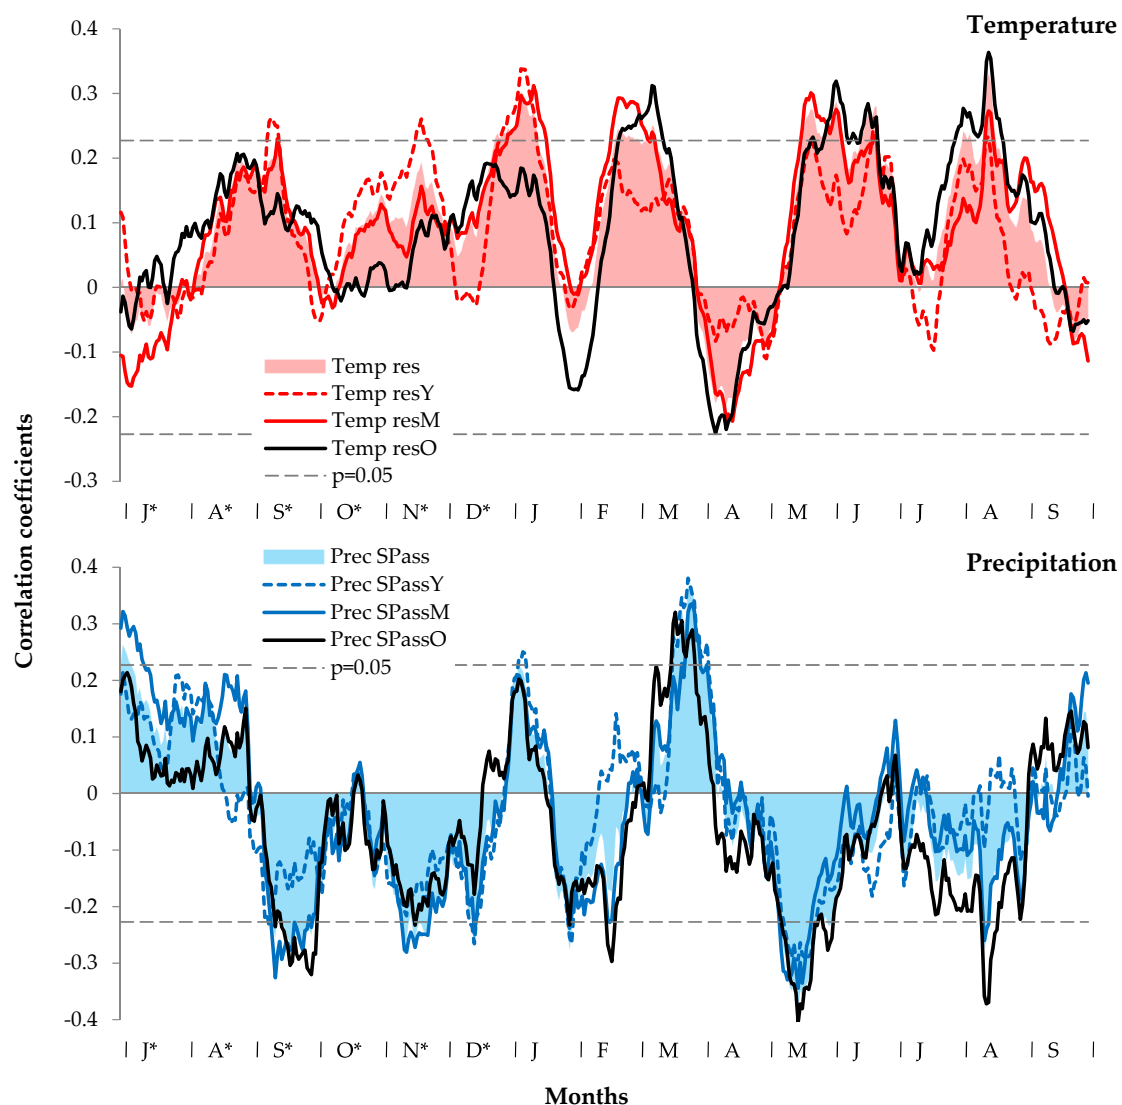 Temperature
0.4
0.3
0.2
0.1
0
-0.1
-0.2
-0.3
Temp res
Temp resY
Temp resM
Temp resO
p=0.05
J* A* S* O* N* D* J F M A M J J A S
Correlation coefficients
Precipitation
0.4
0.3
0.2
0.1
0
-0.1
-0.2
-0.3
-0.4
Prec SPass
Prec SPassY
Prec SPassM
Prec SPassO
p=0.05
J* A* S* O* N* D* J F M A M J J A S
Months